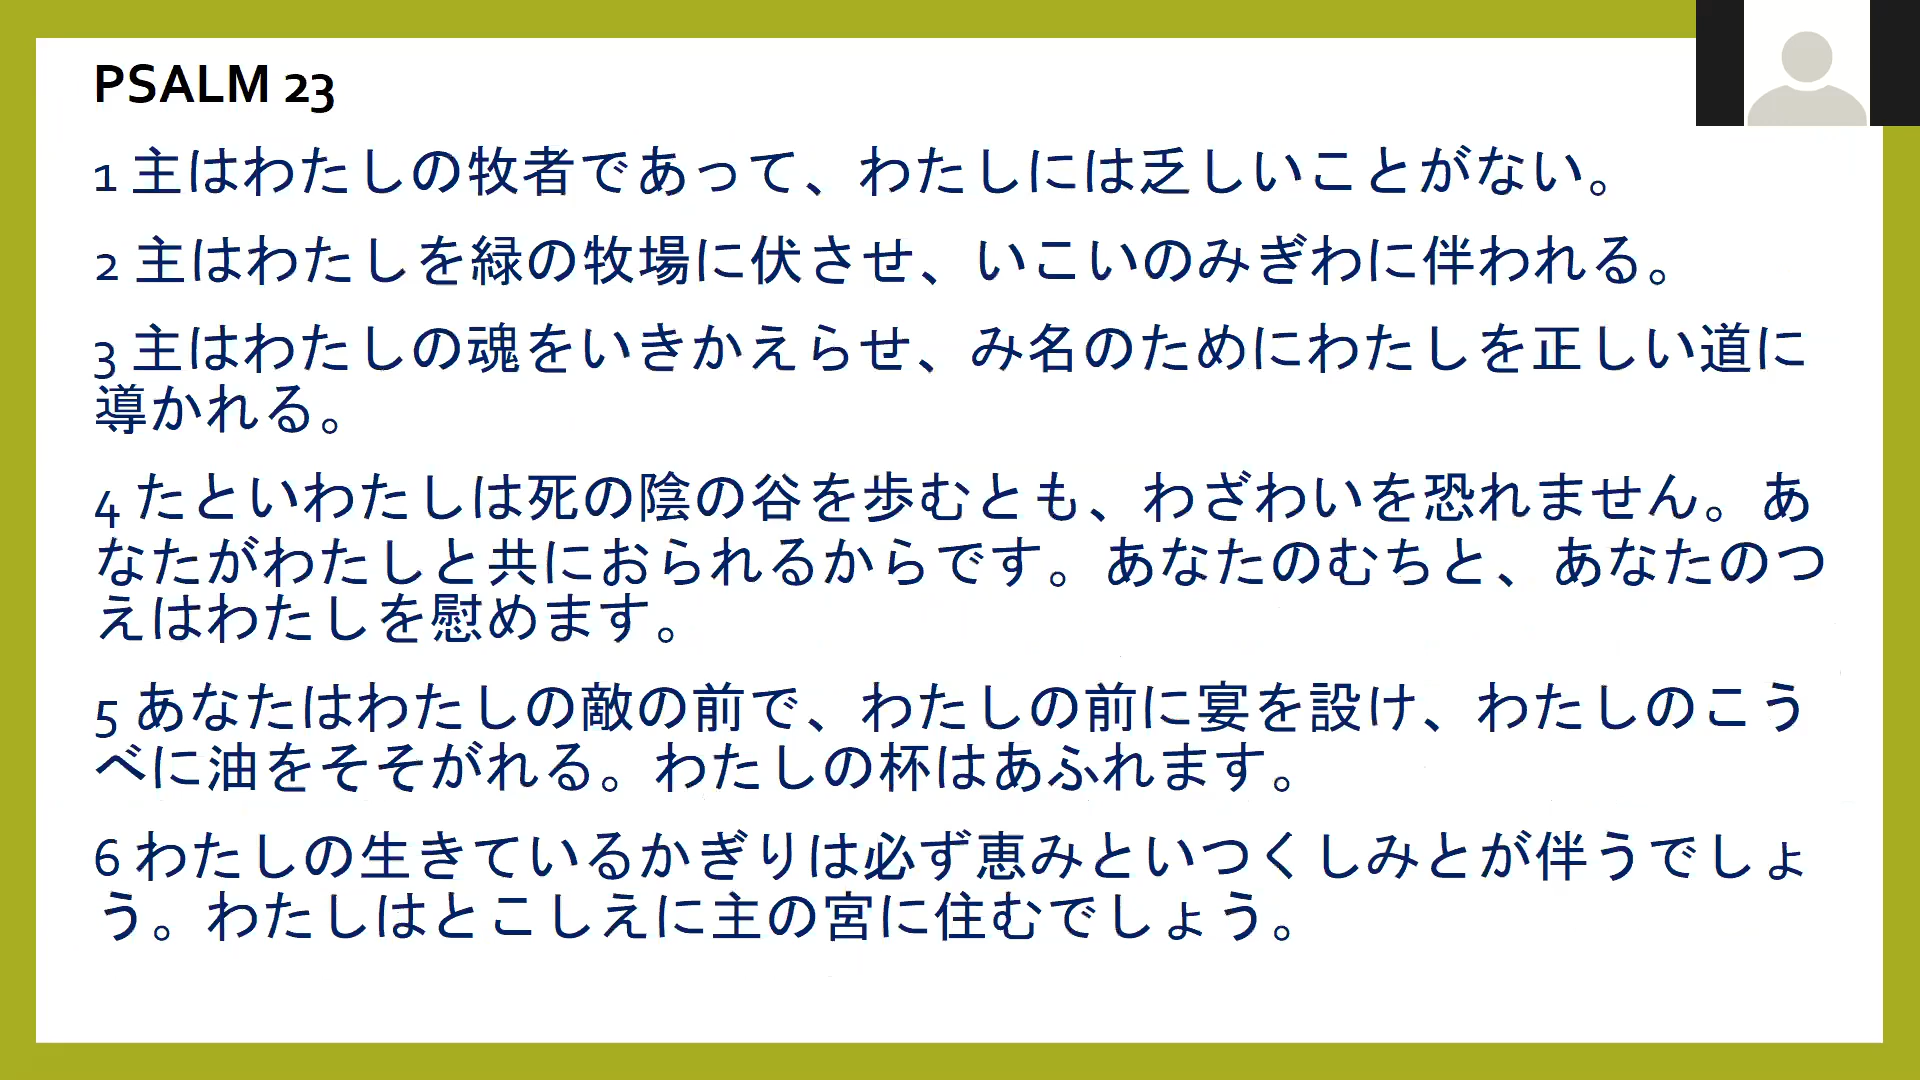 PSALM 23
1 主はわたしの牧者であって、わたしには乏しいことがない。
2 主はわたしを緑の牧場に伏させ、いこいのみぎわに伴われる。
3 主はわたしの魂をいきかえらせ、み名のためにわたしを正しい道に
導かれる。
4 たといわたしは死の陰の谷を歩むとも、わざわいを恐れません。あ
なたがわたしと共におられるからです。あなたのむちと、あなたのつ
えはわたしを慰めます。
5 あなたはわたしの敵の前で、わたしの前に宴を設け、わたしのこう
べに油をそそがれる。わたしの杯はあふれます。
6 わたしの生きているかぎりは必ず恵みといつくしみとが伴うでしょ
う。わたしはとこしえに主の宮に住むでしょう。